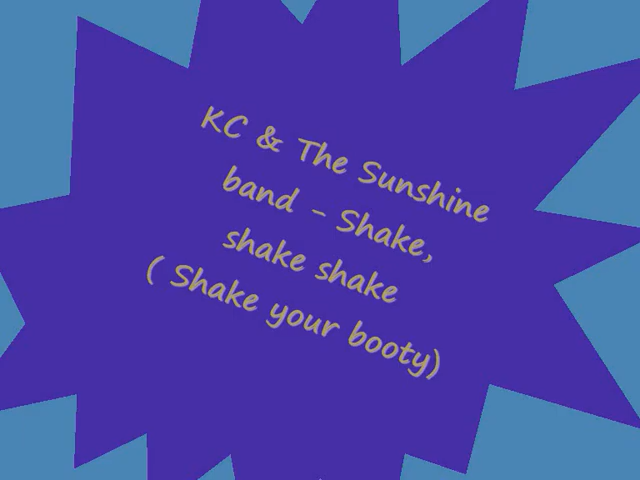 KC & The Sunshine
band - Shake,
shake shake
( Shake your booty)